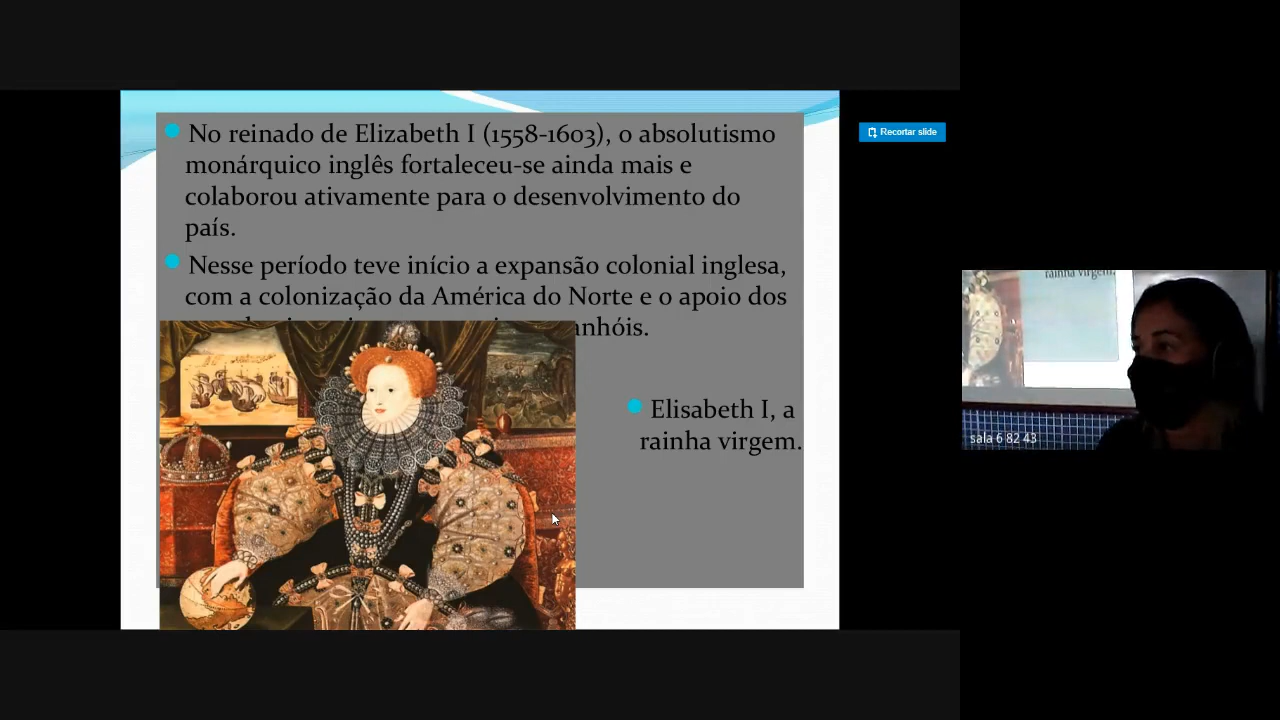 No reinado de Elizabeth I (1558-1603), o absolutismo
monárquico inglês fortaleceu-se ainda mais e
colaborou ativamente para o desenvolvimento do
país.
Nesse período teve início a expansão colonial inglesa,
com a colonização da América do Norte e o apoio dos
Elisabeth I, a
rainha virgem.
Recortar slide
rainha virgem.
sala 6 82 43